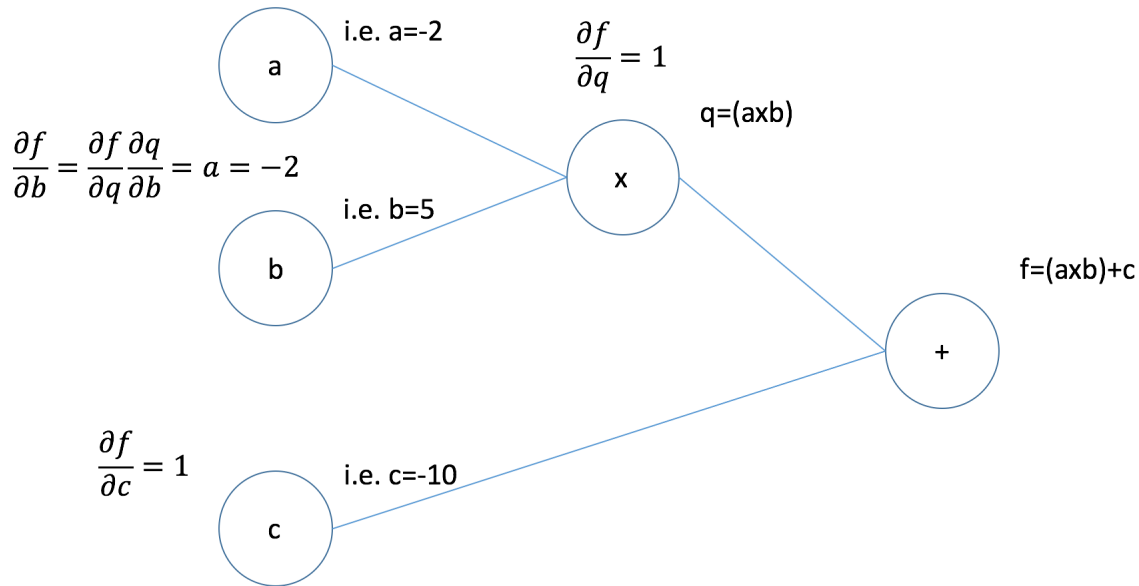 a
i.e. a=-2
∂f/∂q = 1
q=(axb)
∂f/∂b = ∂f/∂q ∂q/∂b = a = −2
x
i.e. b=5
b
f=(axb)+c
+
∂f/∂c = 1
i.e. c=-10
c